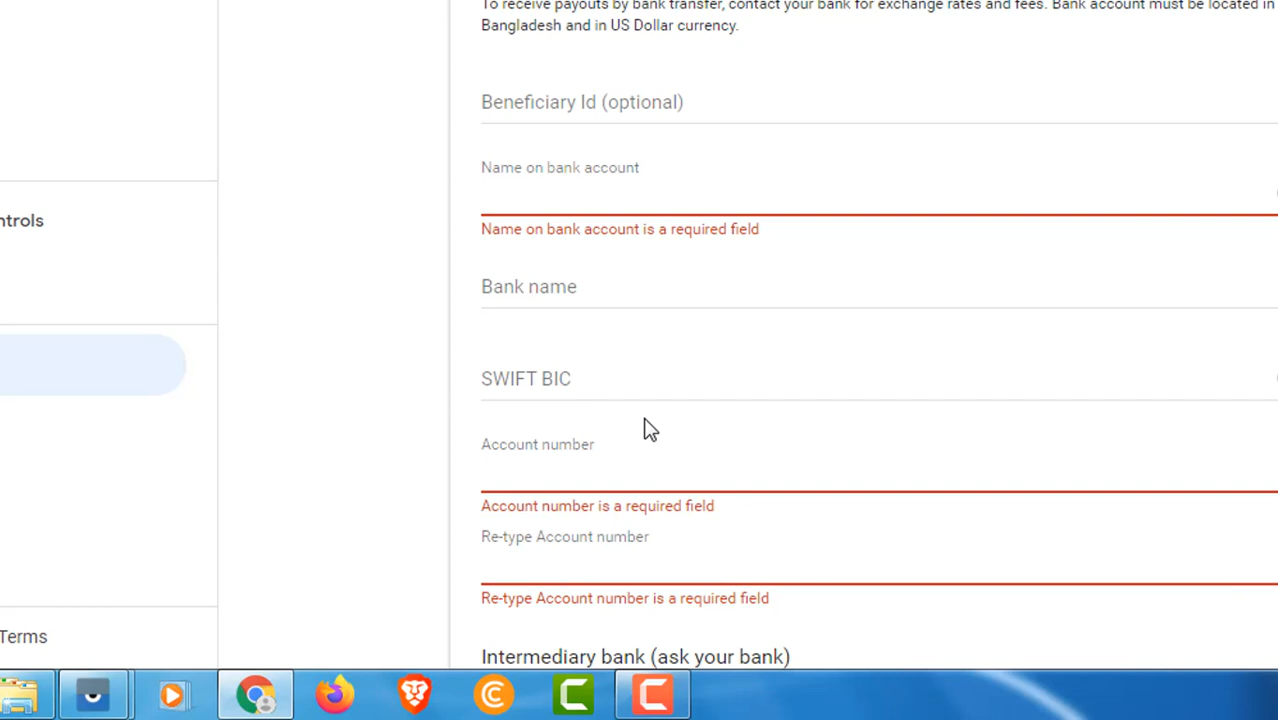 To receive payouts by bank transfer, contact your bank for exchange rates and fees. Bank account must be located in
Bangladesh and in US Dollar currency.
Beneficiary Id (optional)
Name on bank account
ntrols
Name on bank account is a required field
Bank name
SWIFT BIC
Account number
Account number is a required field
Re-type Account number
Re-type Account number is a required field
Terms
Intermediary bank (ask your bank)